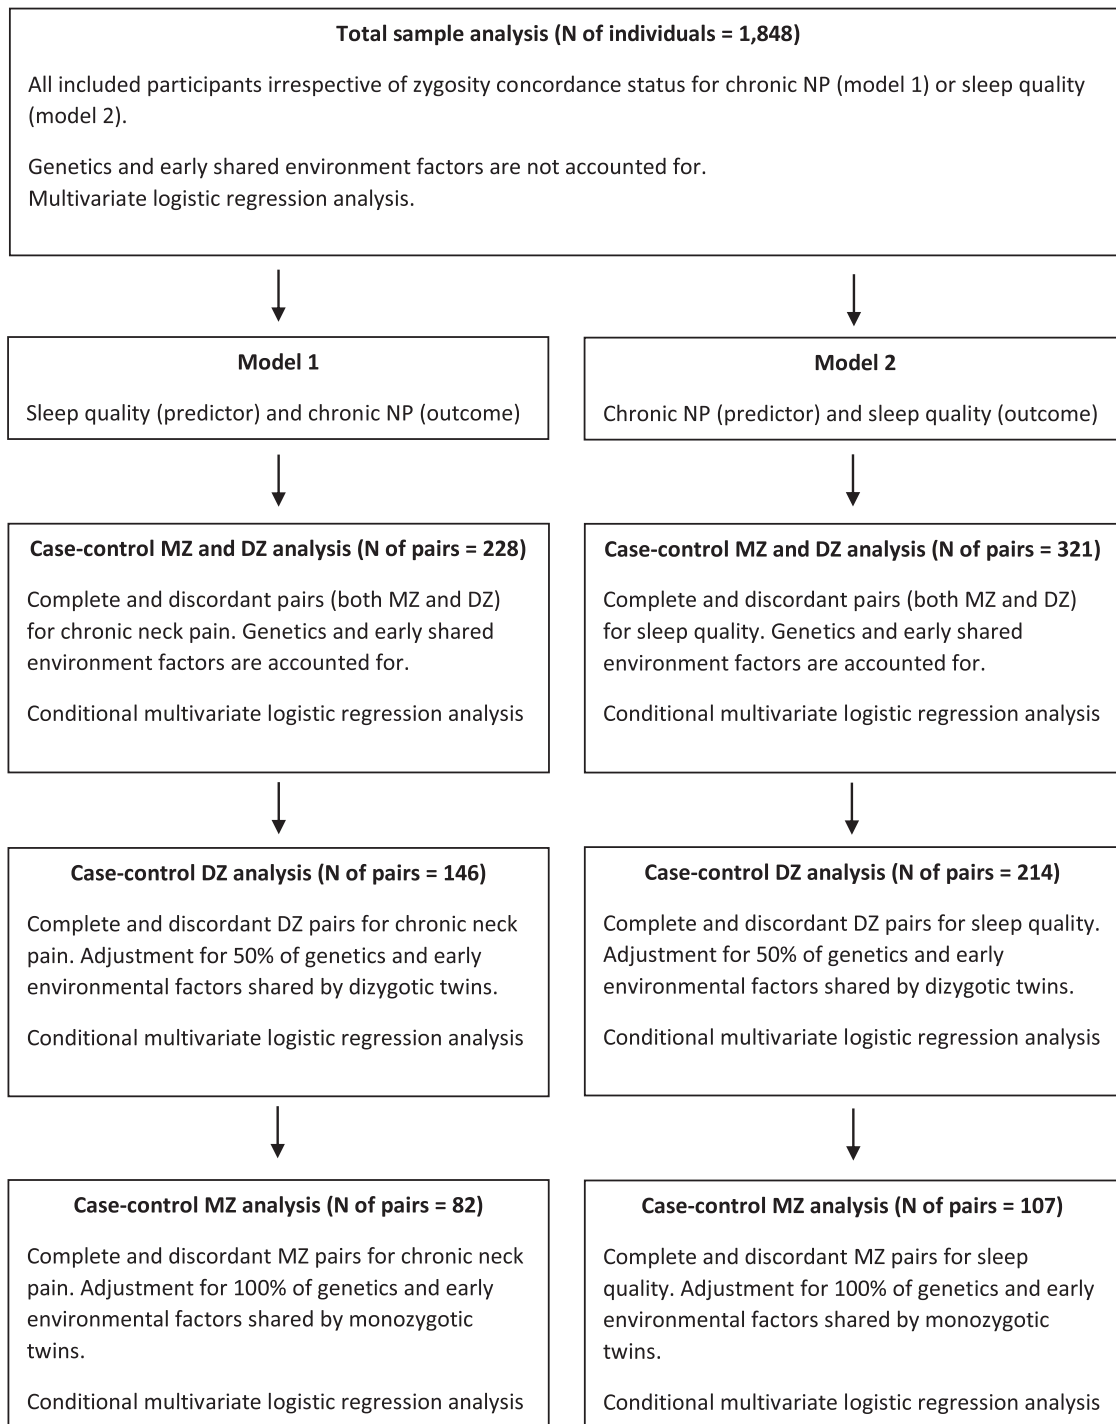 Total sample analysis (N of individuals = 1,848)
All included participants irrespective of zygosity concordance status for chronic NP (model 1) or sleep quality
(model 2).
Genetics and early shared environment factors are not accounted for.
Multivariate logistic regression analysis.
Model 1
Sleep quality (predictor) and chronic NP (outcome)
Model 2
Chronic NP (predictor) and sleep quality (outcome)
Case-control MZ and DZ analysis (N of pairs = 228)
Complete and discordant pairs (both MZ and DZ)
for chronic neck pain. Genetics and early shared
environment factors are accounted for.
Conditional multivariate logistic regression analysis
Case-control MZ and DZ analysis (N of pairs = 321)
Complete and discordant pairs (both MZ and DZ)
for sleep quality. Genetics and early shared
environment factors are accounted for.
Conditional multivariate logistic regression analysis
Case-control DZ analysis (N of pairs = 146)
Complete and discordant DZ pairs for chronic neck
pain. Adjustment for 50% of genetics and early
environmental factors shared by dizygotic twins.
Conditional multivariate logistic regression analysis
Case-control DZ analysis (N of pairs = 214)
Complete and discordant DZ pairs for sleep quality.
Adjustment for 50% of genetics and early
environmental factors shared by dizygotic twins.
Conditional multivariate logistic regression analysis
Case-control MZ analysis (N of pairs = 82)
Complete and discordant MZ pairs for chronic neck
pain. Adjustment for 100% of genetics and early
environmental factors shared by monozygotic
twins.
Conditional multivariate logistic regression analysis
Case-control MZ analysis (N of pairs = 107)
Complete and discordant MZ pairs for sleep
quality. Adjustment for 100% of genetics and early
environmental factors shared by monozygotic
twins.
Conditional multivariate logistic regression analysis